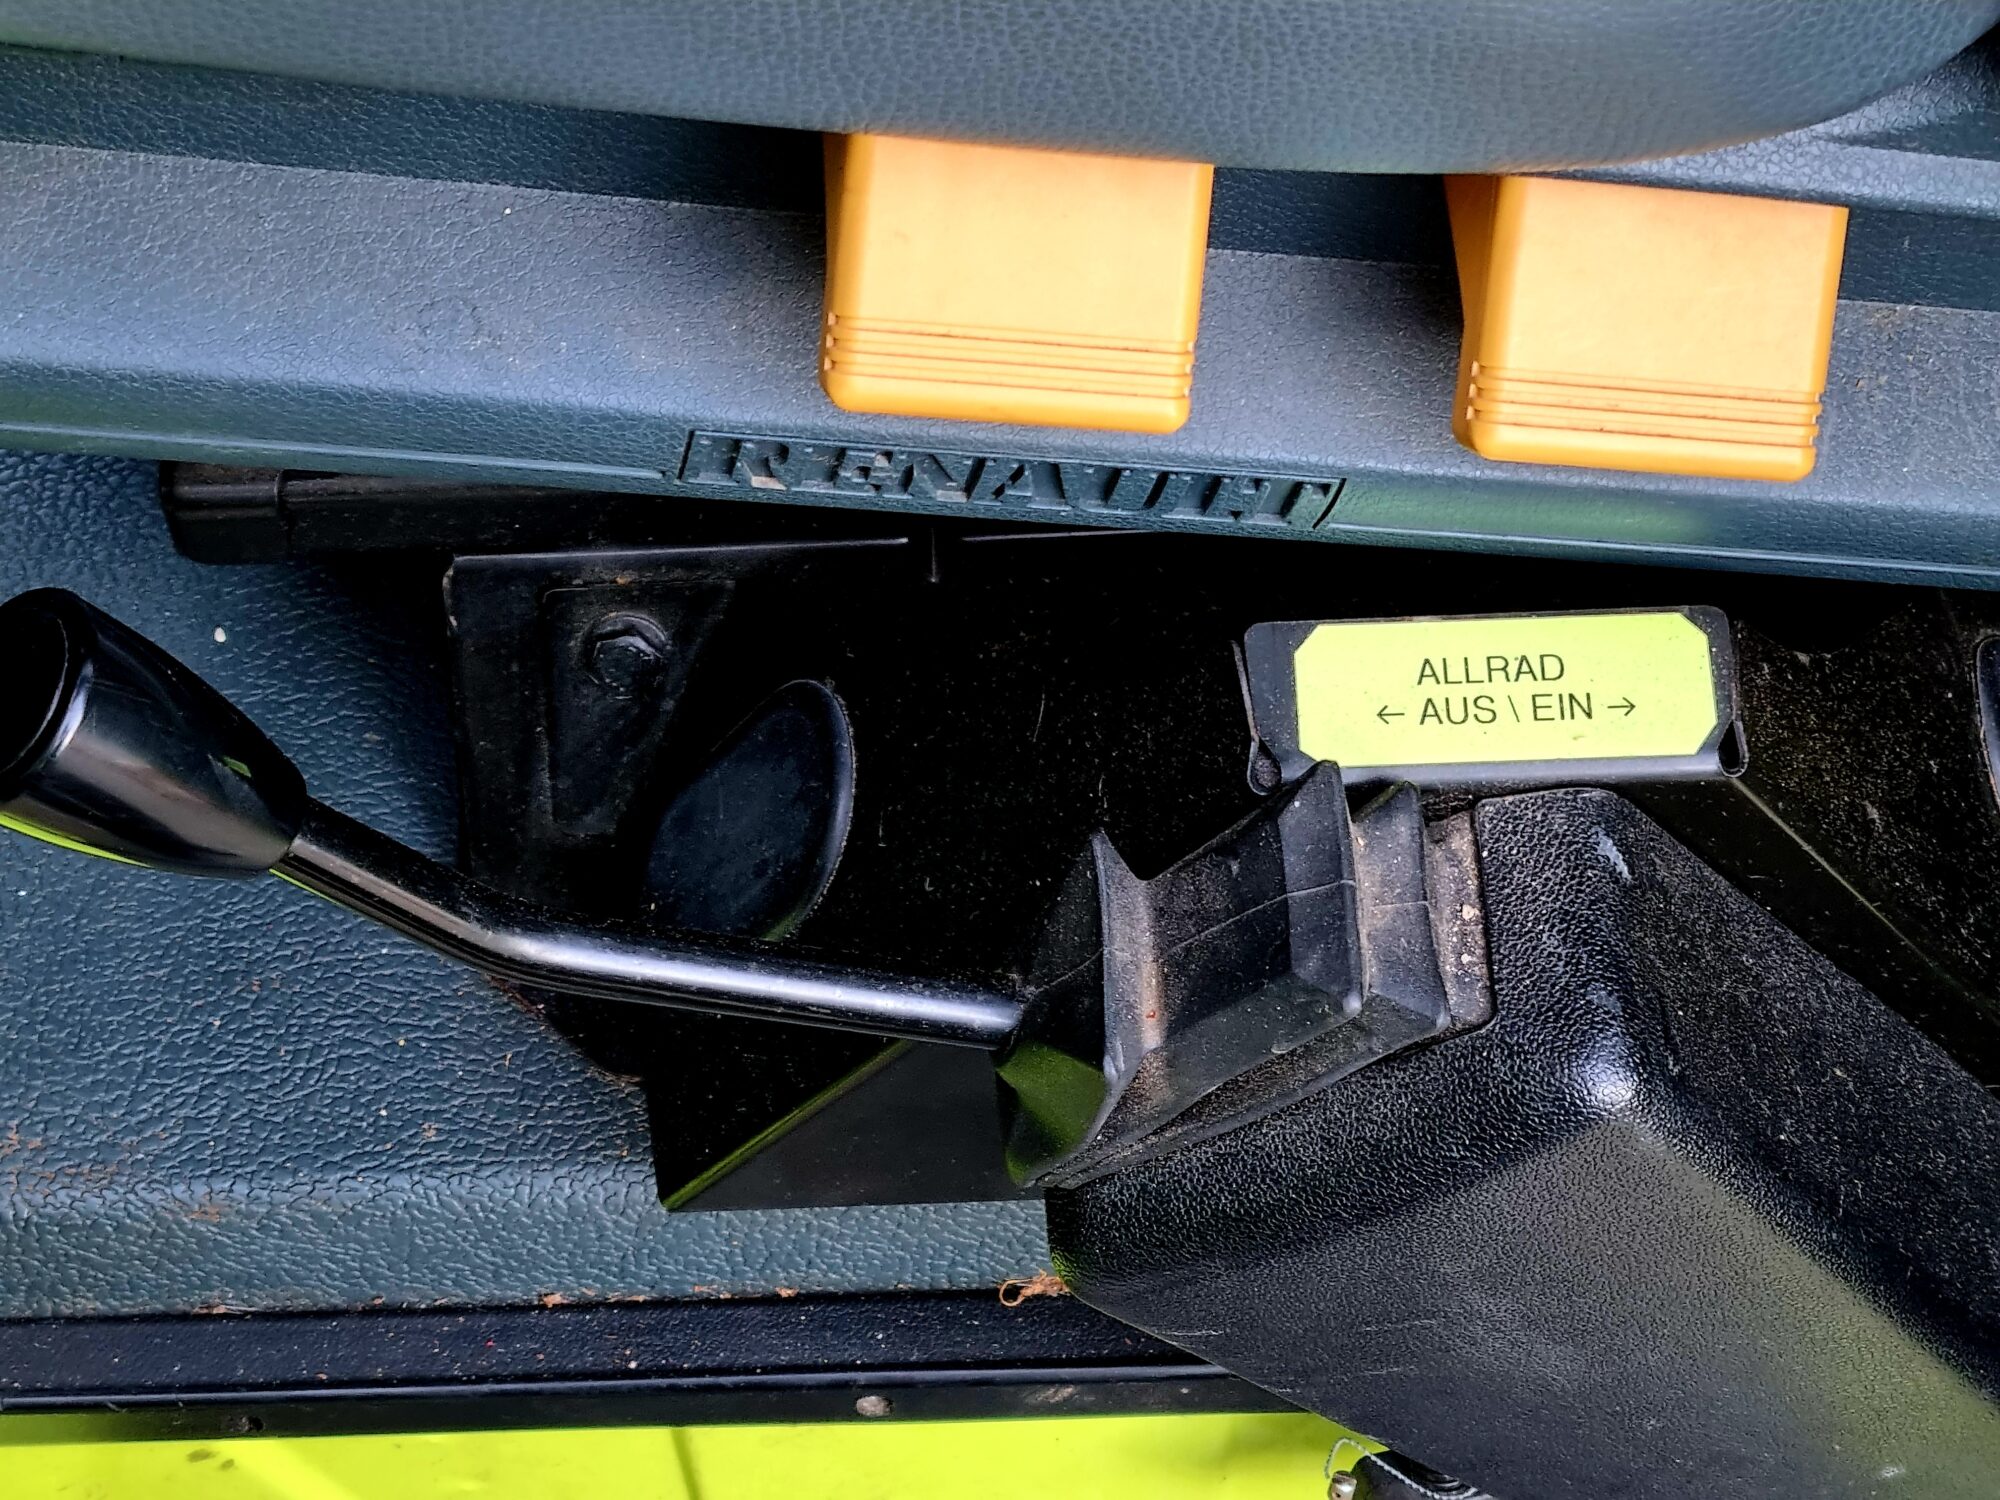 RENAULT
ALLRAD
← AUS \ EIN →